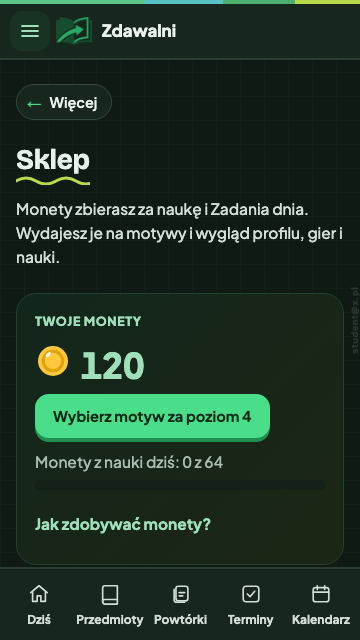 Zdawalni
← Więcej
Sklep
Monety zbierasz za naukę i Zadania dnia.
Wydajesz je na motywy i wygląd profilu, gier i
nauki.
student@x.pl
TWOJE MONETY
120
Wybierz motyw za poziom 4
Monety z nauki dziś: 0 z 64
Jak zdobywać monety?
Dziś
Przedmioty
Powtórki
Terminy
Kalendarz